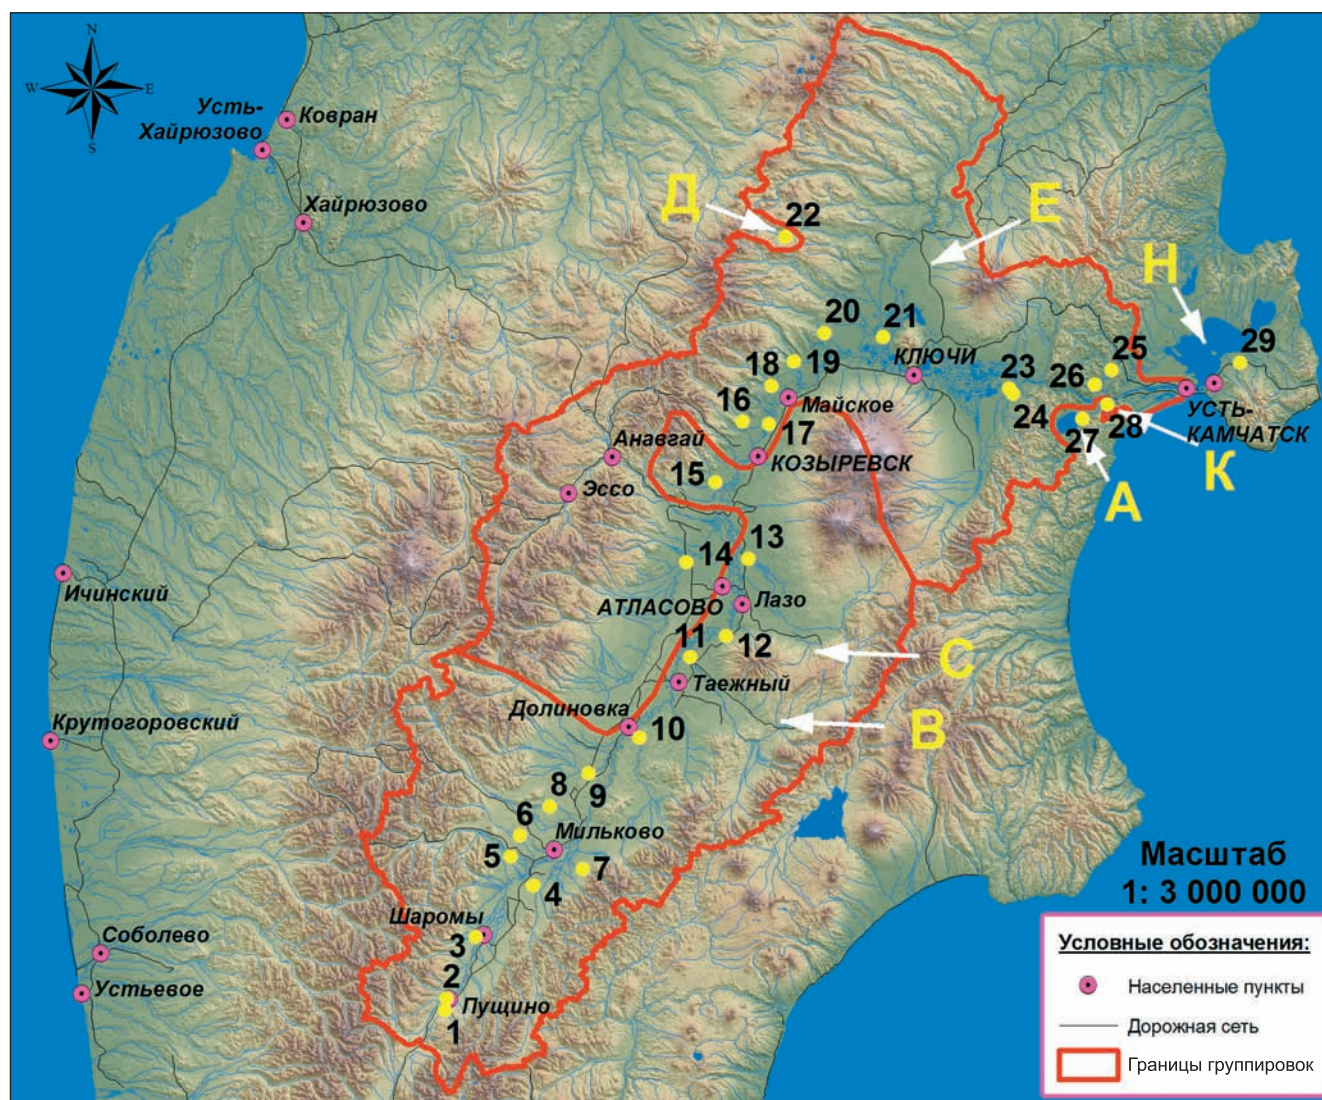 N
W
E
S
Усть-
Хайрюзово
Ковран
Хайрюзово
Д
22
Е
Н
20
21
КЛЮЧИ
29
18
19
23
25
26
24
16
Майское
17
УСТЬ-
КАМЧАТСК
27
28
Анавгай
КОЗЫРЕВСК
К
15
Эссо
А
14
13
Ичинский
АТЛАСОВО
Лазо
11
12
С
Таежный
Долиновка
Крутогоровский
10
В
8
9
6
Мильково
5
7
4
Масштаб
1: 3 000 000
Шаромы
3
Соболево
2
Устьевое
Пущино
1
Условные обозначения:
Населенные пункты
Дорожная сеть
Границы группировок